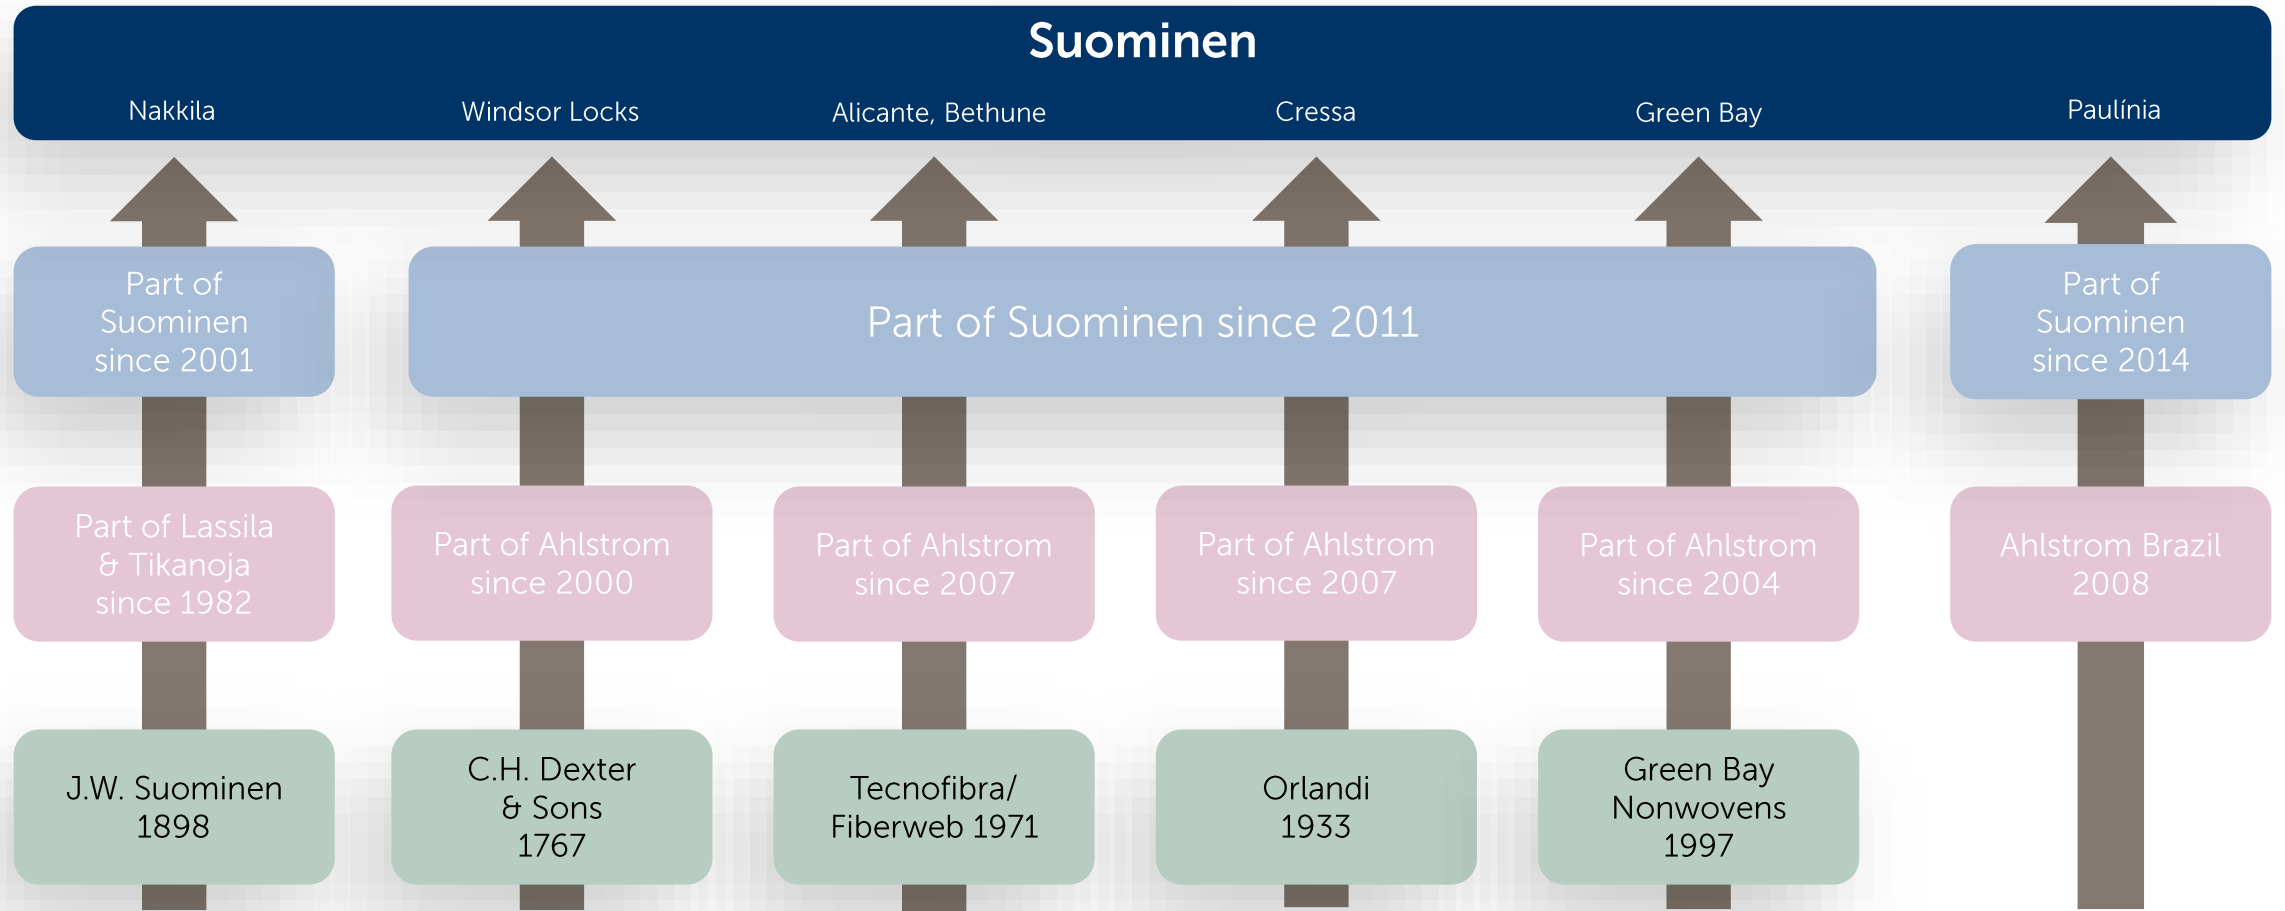 Suominen
Nakkila
Windsor Locks
Alicante, Bethune
Cressa
Green Bay
Paulínia
Part of
Suominen
since 2001
Part of Suominen since 2011
Part of
Suominen
since 2014
Part of Lassila
& Tikanoja
since 1982
Part of Ahlstrom
since 2000
Part of Ahlstrom
since 2007
Part of Ahlstrom
since 2007
Part of Ahlstrom
since 2004
Ahlstrom Brazil
2008
J.W. Suominen
1898
C.H. Dexter
& Sons
1767
Tecnofibra/
Fiberweb 1971
Orlandi
1933
Green Bay
Nonwovens
1997